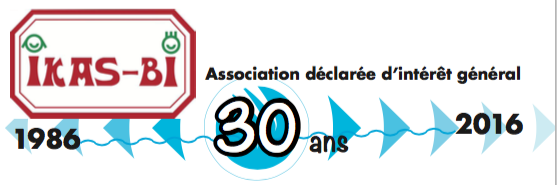 IKAS-BI
Association déclarée d'intérêt général
1986
30 ans
2016